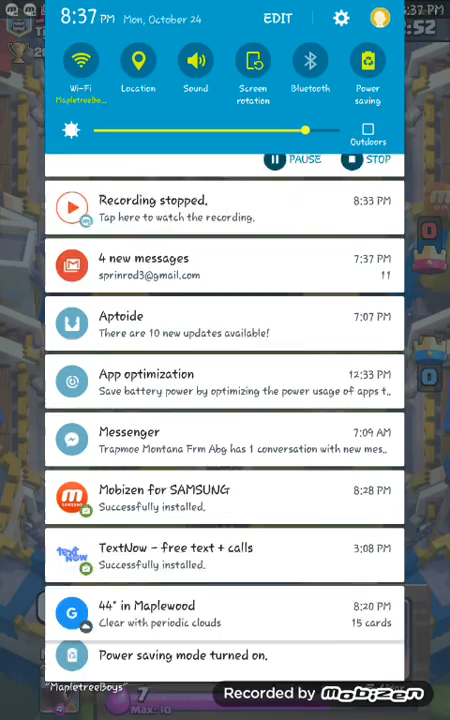 8:37 PM Mon, October 24 EDIT
Wi-Fi Location Sound Screen rotation Bluetooth Power saving
MapletreeBo...
Outdoors
PAUSE STOP
Recording stopped. 8:33 PM
Tap here to watch the recording.
4 new messages 7:37 PM
sprinrod3@gmail.com 11
Aptoide 7:07 PM
There are 10 new updates available!
App optimization 12:33 PM
Save battery power by optimizing the power usage of apps t..
Messenger 7:09 AM
Trapmoe Montana Frm Abg has 1 conversation with new mes..
Mobizen for SAMSUNG 8:28 PM
Successfully installed.
TextNow - free text + calls 3:08 PM
Successfully installed.
44° in Maplewood 8:20 PM
Clear with periodic clouds 15 cards
Power saving mode turned on.
"MapletreeBoys"
7
Max: 10
Recorded by mobizen